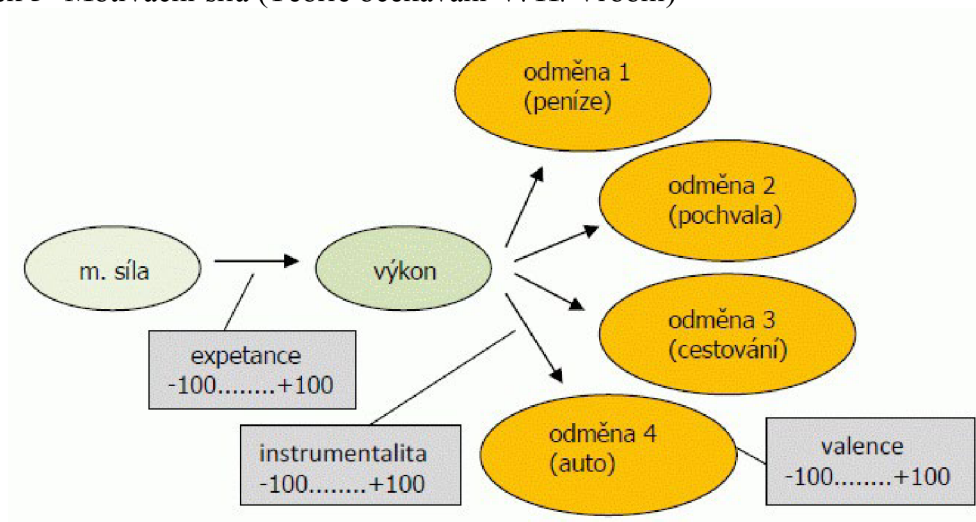 odměna 1
(peníze)
odměna 2
(pochvala)
m. síla
výkon
odměna 3
(cestování)
expetance
-100........+100
odměna 4
(auto)
instrumentalita
-100........+100
valence
-100........+100